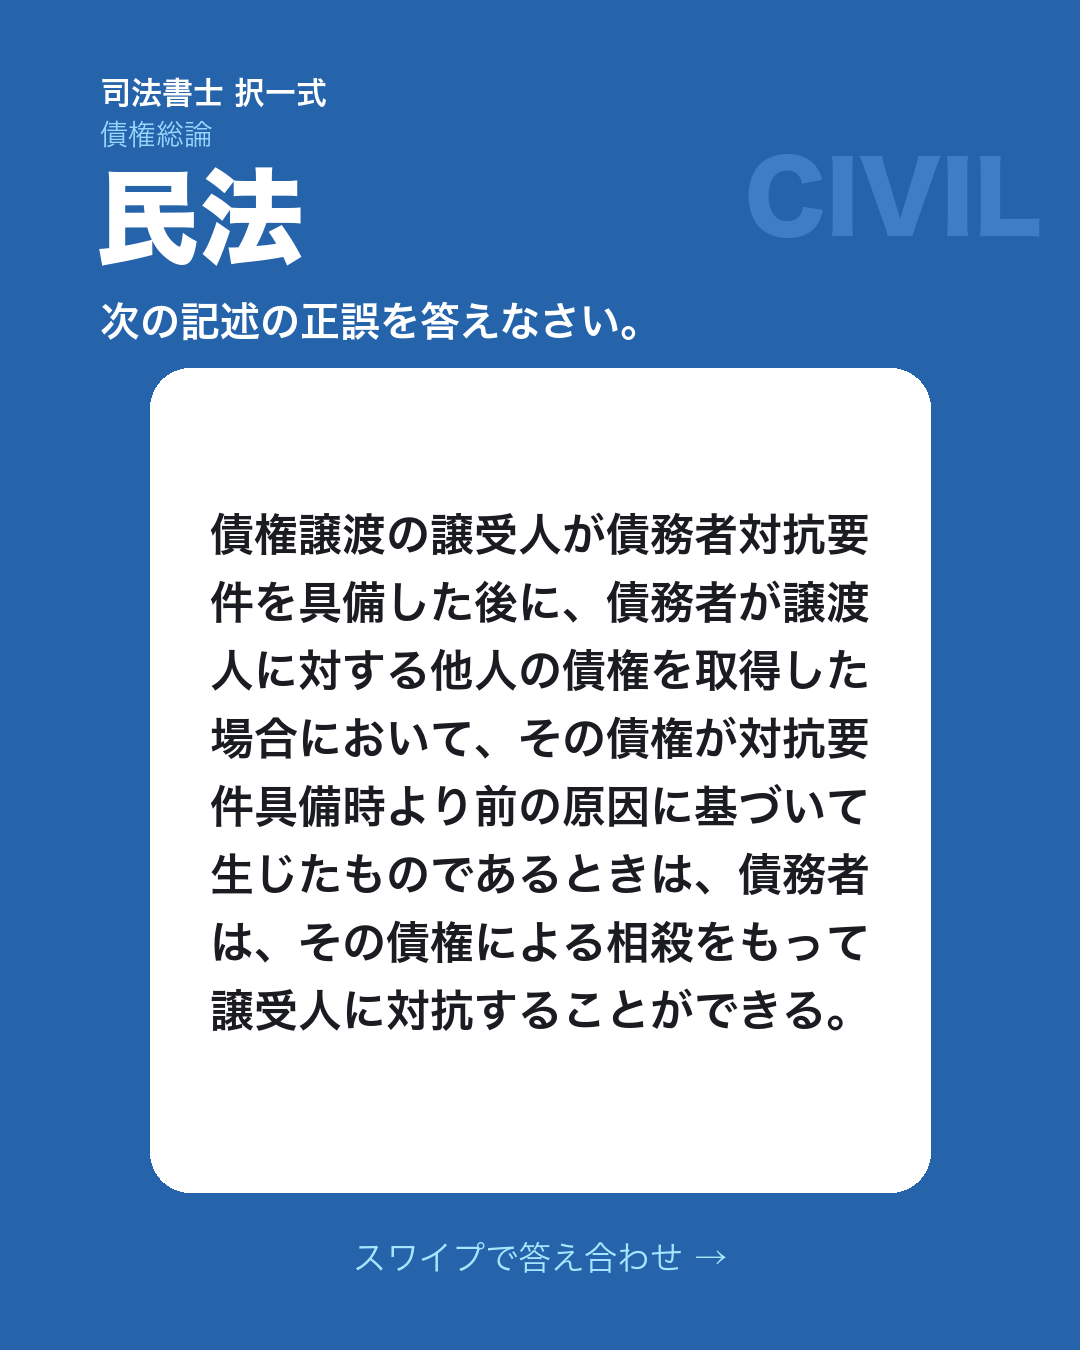 司法書士 択一式
債権総論
民法
CIVIL
次の記述の正誤を答えなさい。
債権譲渡の譲受人が債務者対抗要
件を具備した後に、債務者が譲渡
人に対する他人の債権を取得した
場合において、その債権が対抗要
件具備時より前の原因に基づいて
生じたものであるときは、債務者
は、その債権による相殺をもって
譲受人に対抗することができる。
スワイプで答え合わせ →